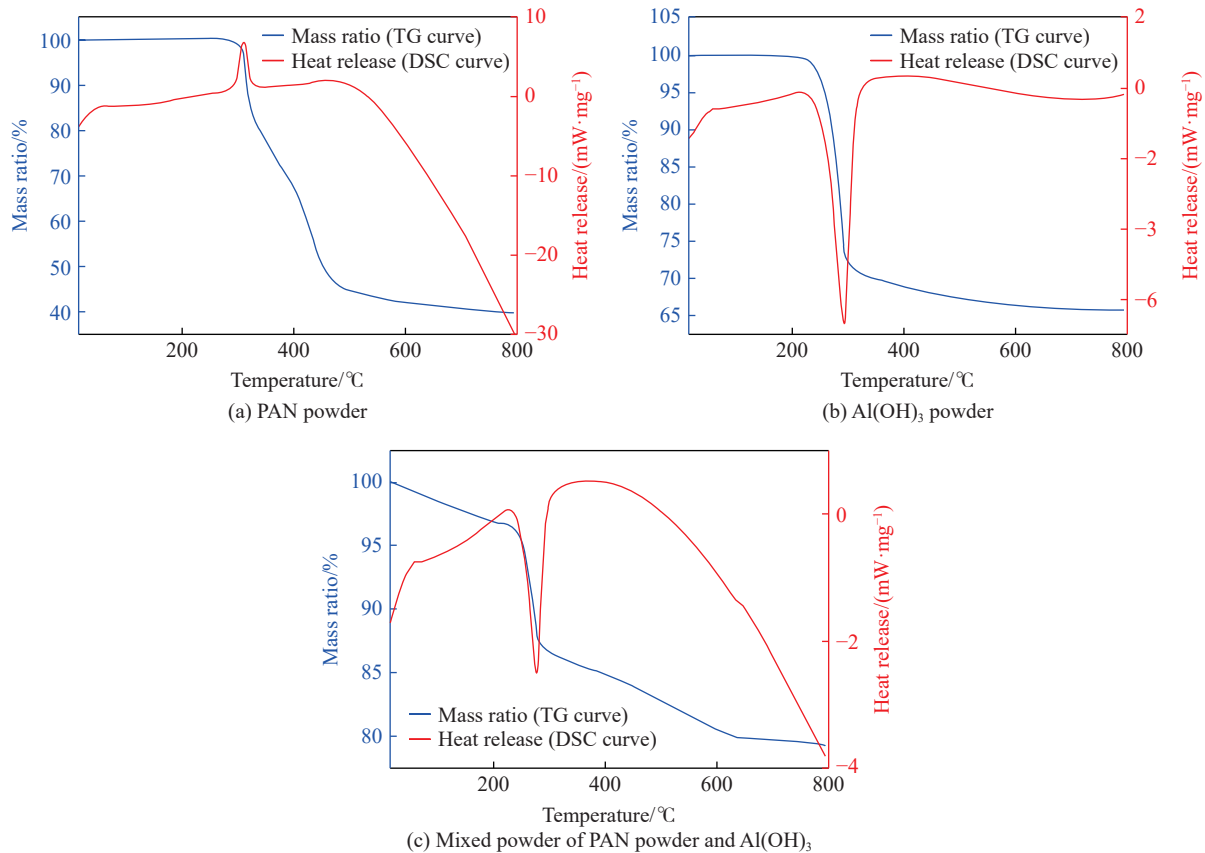 Mass ratio (TG curve)
Heat release (DSC curve)
100
90
80
70
60
50
40
Mass ratio/%
10
0
−10
−20
−30
Heat release/(mW·mg⁻¹)
200
400
600
800
Temperature/℃
(a) PAN powder
Mass ratio (TG curve)
Heat release (DSC curve)
105
100
95
90
85
80
75
70
65
Mass ratio/%
2
0
−2
−3
−6
Heat release/(mW·mg⁻¹)
200
400
600
800
Temperature/℃
(b) Al(OH)₃ powder
100
95
90
85
80
Mass ratio/%
0
−2
−4
Heat release/(mW·mg⁻¹)
Mass ratio (TG curve)
Heat release (DSC curve)
200
400
600
800
Temperature/℃
(c) Mixed powder of PAN powder and Al(OH)₃